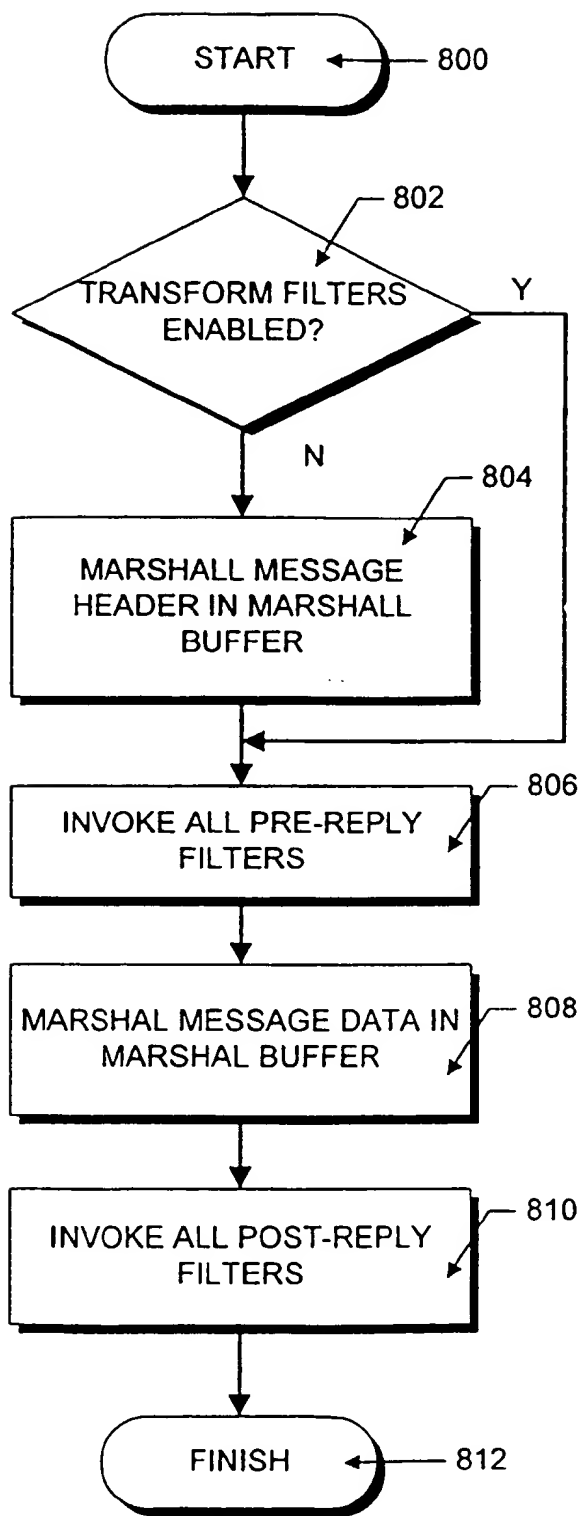 START
800
802
TRANSFORM FILTERS
ENABLED?
Y
N
804
MARSHALL MESSAGE
HEADER IN MARSHALL
BUFFER
806
INVOKE ALL PRE-REPLY
FILTERS
808
MARSHAL MESSAGE DATA IN
MARSHAL BUFFER
810
INVOKE ALL POST-REPLY
FILTERS
FINISH
812